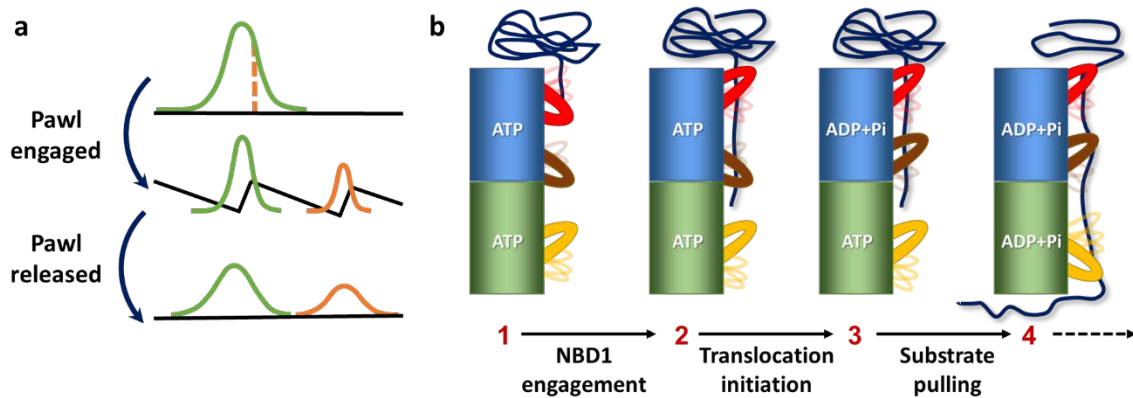 a
Pawl
engaged
Pawl
released
b
ATP
ATP
ADP+Pi
ADP+Pi
ATP
ATP
ATP
ADP+Pi
1
2
3
4
NBD1
engagement
Translocation
initiation
Substrate
pulling